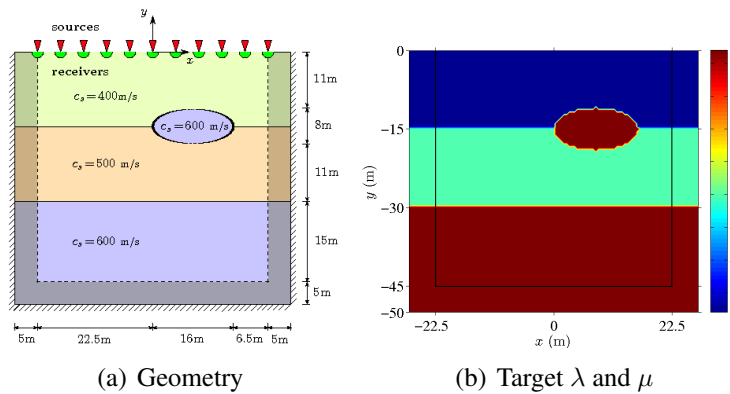 y
sources
x
receivers
c_s=400m/s
c_s=600 m/s
c_s=500 m/s
c_s=600 m/s
11m
8m
11m
15m
5m
5m
22.5m
16m
6.5m
5m
(a) Geometry
0
−15
−30
−45
−50
y (m)
−22.5
0
22.5
x (m)
(b) Target λ and μ